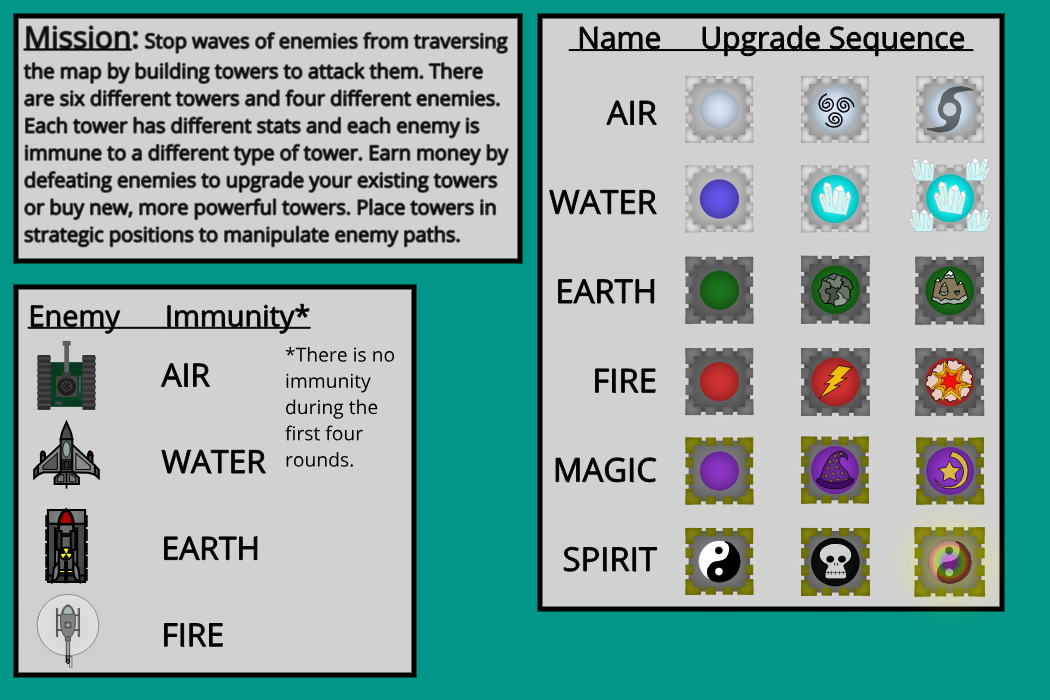 Mission: Stop waves of enemies from traversing
the map by building towers to attack them. There
are six different towers and four different enemies.
Each tower has different stats and each enemy is
immune to a different type of tower. Earn money by
defeating enemies to upgrade your existing towers
or buy new, more powerful towers. Place towers in
strategic positions to manipulate enemy paths.
Enemy Immunity*
AIR
WATER
EARTH
FIRE
*There is no
immunity
during the
first four
rounds.
Name Upgrade Sequence
AIR
WATER
EARTH
FIRE
MAGIC
SPIRIT